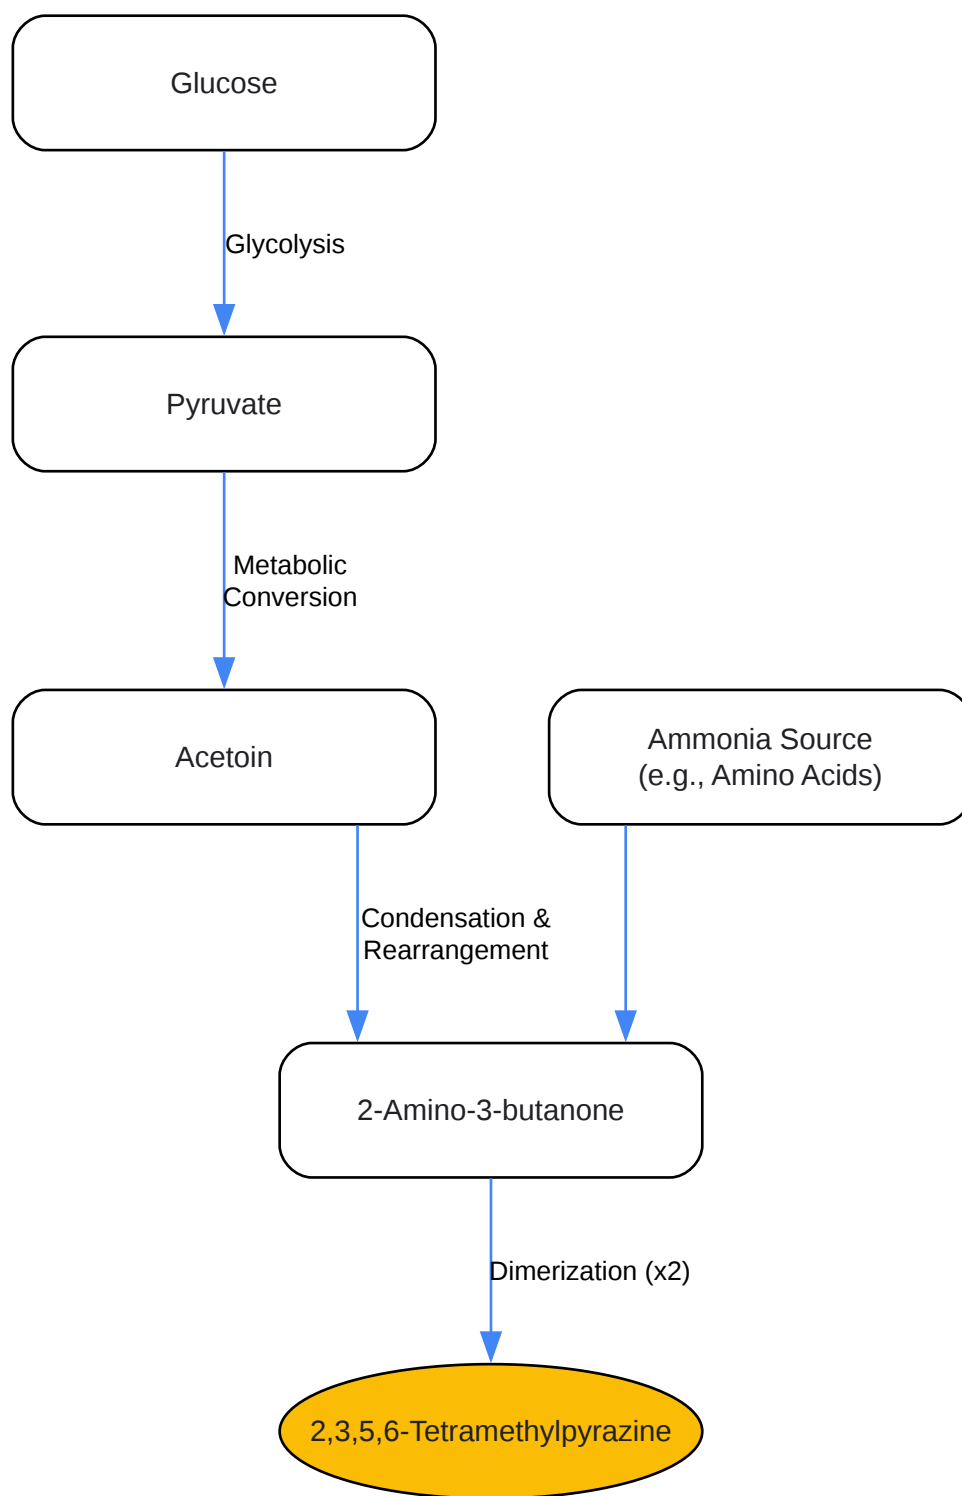 Glucose
Glycolysis
Pyruvate
Metabolic
Conversion
Acetoin
Ammonia Source
(e.g., Amino Acids)
Condensation &
Rearrangement
2-Amino-3-butanone
Dimerization (x2)
2,3,5,6-Tetramethylpyrazine